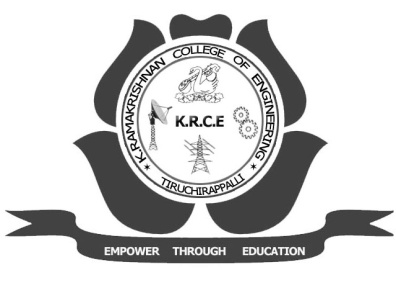 K.RAMAKRISHNAN COLLEGE OF ENGINEERING
K.R.C.E
TIRUCHIRAPPALLI
EMPOWER THROUGH EDUCATION